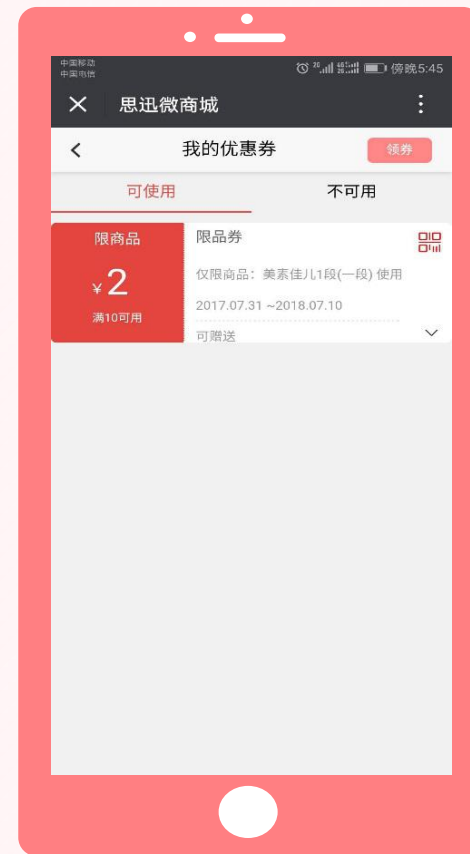 中国移动
中国电信
傍晚5:45
思迅微商城
我的优惠券
领券
可使用
不可用
限商品
¥2
满10可用
限品券
仅限商品：美素佳儿1段(一段) 使用
2017.07.31 ~2018.07.10
可赠送